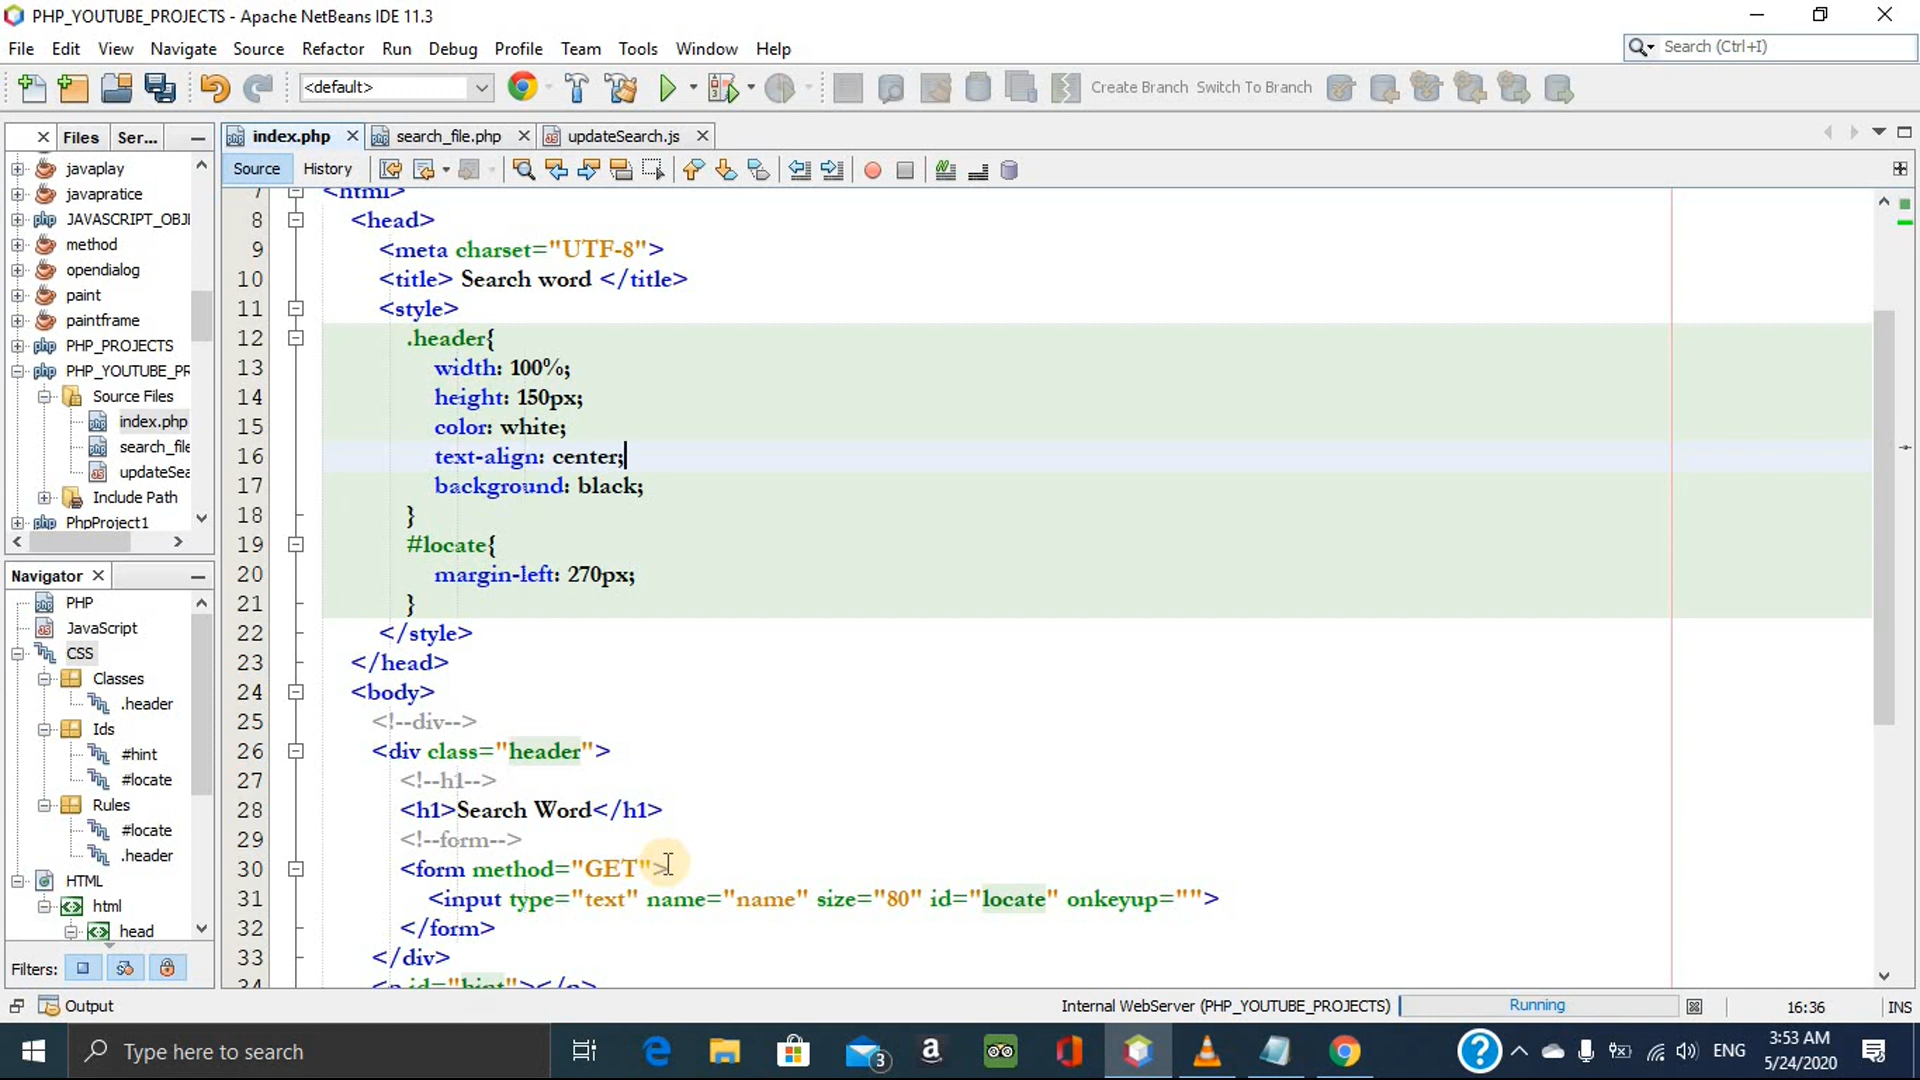 PHP_YOUTUBE_PROJECTS - Apache NetBeans IDE 11.3
File Edit View Navigate Source Refactor Run Debug Profile Team Tools Window Help
Search (Ctrl+I)
<default>
Create Branch Switch To Branch
Files Ser...
index.php search_file.php updateSearch.js
Source History
javaplay
javapratice
JAVASCRIPT_OBJ
method
opendialog
paint
paintframe
PHP_PROJECTS
PHP_YOUTUBE_PR
Source Files
index.php
search_file
updateSea
Include Path
PhpProject1
Navigator
PHP
JavaScript
CSS
Classes
.header
Ids
#hint
#locate
Rules
#locate
.header
HTML
html
head
Filters:
7 <html>
8 <head>
9 <meta charset="UTF-8">
10 <title> Search word </title>
11 <style>
12 .header{
13 width: 100%;
14 height: 150px;
15 color: white;
16 text-align: center;
17 background: black;
18 }
19 #locate{
20 margin-left: 270px;
21 }
22 </style>
23 </head>
24 <body>
25 <!--div-->
26 <div class="header">
27 <!--h1-->
28 <h1>Search Word</h1>
29 <!--form-->
30 <form method="GET">
31 <input type="text" name="name" size="80" id="locate" onkeyup="">
32 </form>
33 </div>
34 <p id="hint"></p>
Output
Internal WebServer (PHP_YOUTUBE_PROJECTS) Running 16:36 INS
Type here to search
3
ENG
3:53 AM
5/24/2020